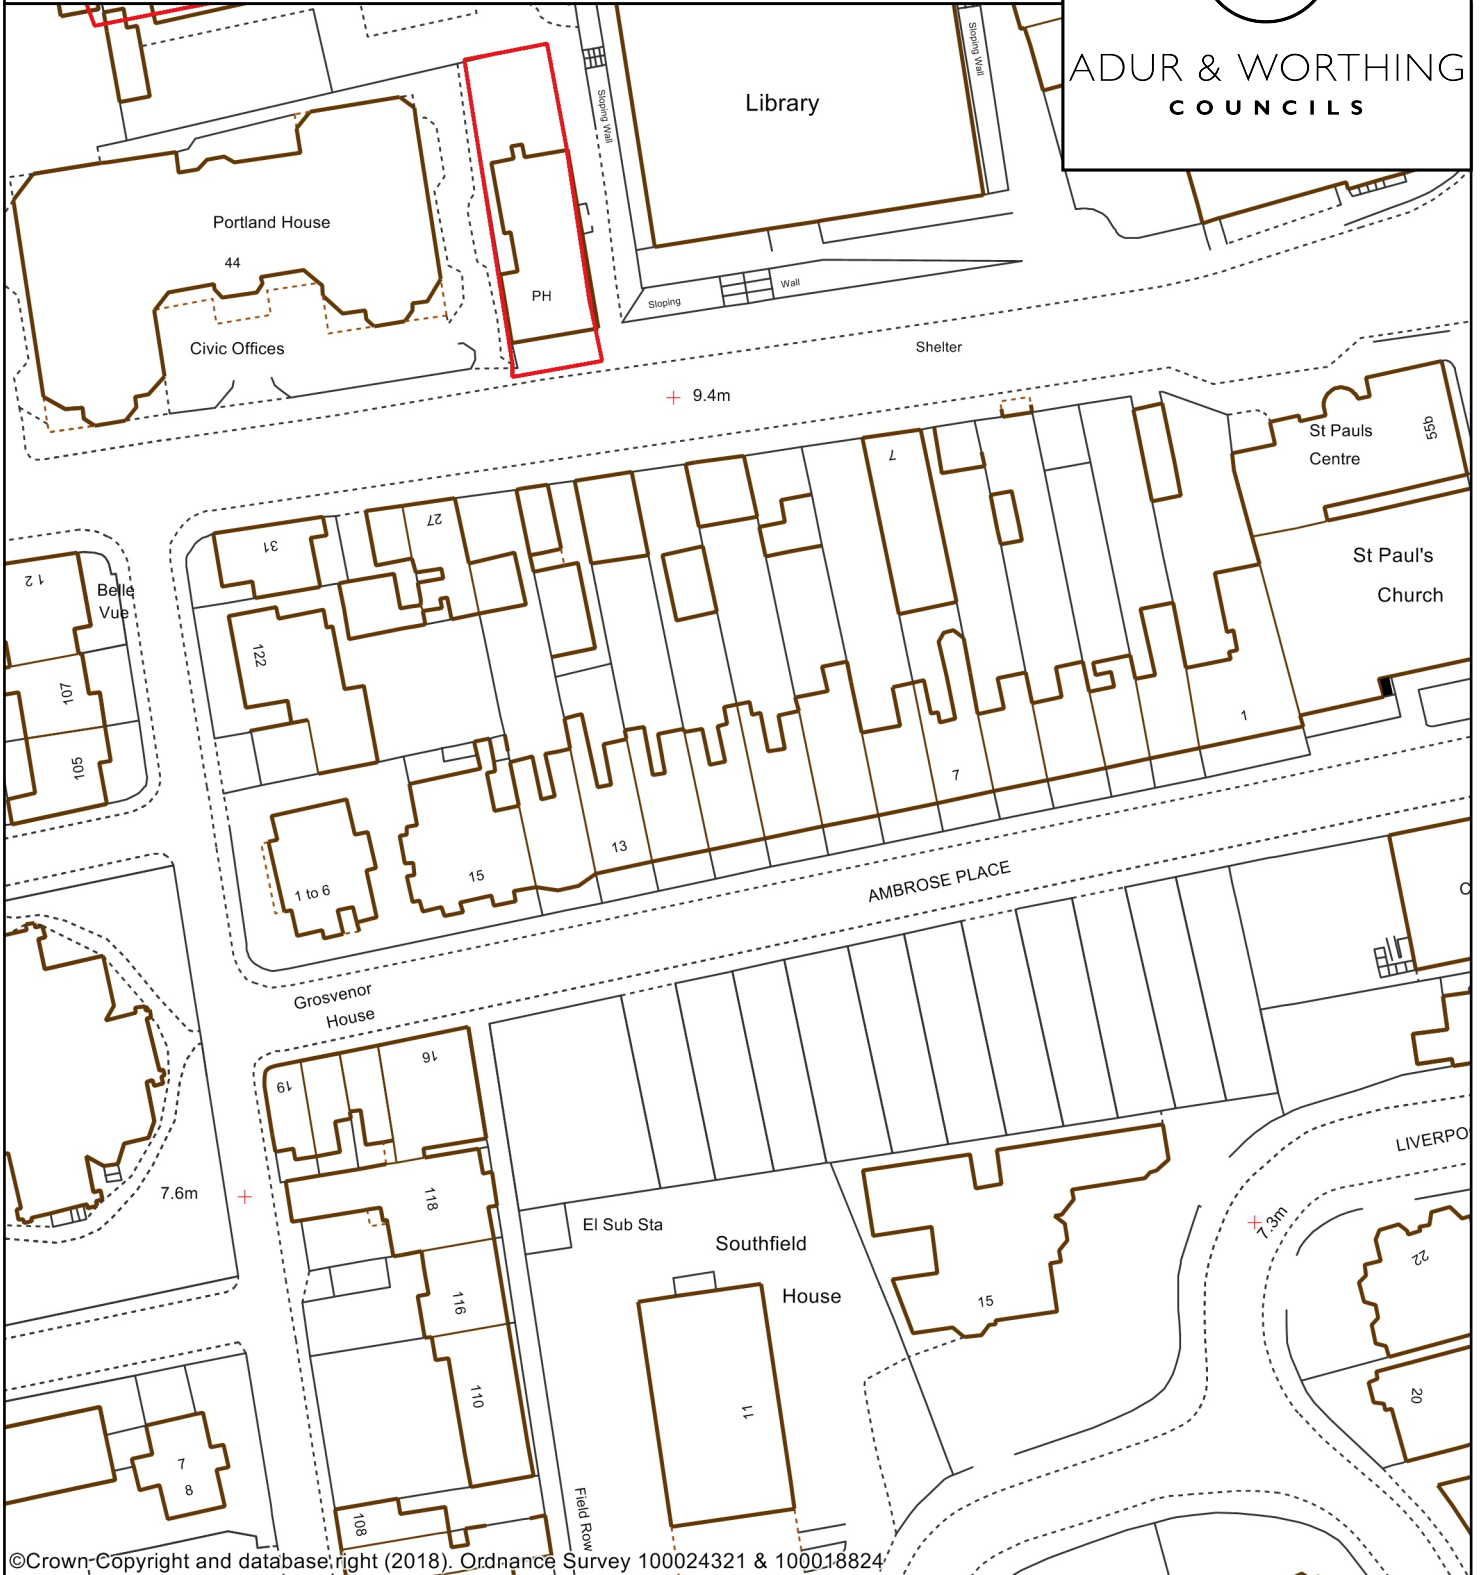 ADUR & WORTHING
COUNCILS
Sloping Wall
Sloping Wall
Library
Portland House
44
PH
Sloping
Wall
Civic Offices
Shelter
9.4m
St Pauls
Centre
55b
7
27
31
12
Belle
Vue
St Paul's
Church
122
107
105
1
7
13
15
1 to 6
AMBROSE PLACE
Grosvenor
House
16
19
LIVERPO
118
7.6m
El Sub Sta
Southfield
House
7.3m
22
15
116
110
11
20
7
8
108
Field Row
©Crown Copyright and database right (2018). Ordnance Survey 100024321 & 100018824